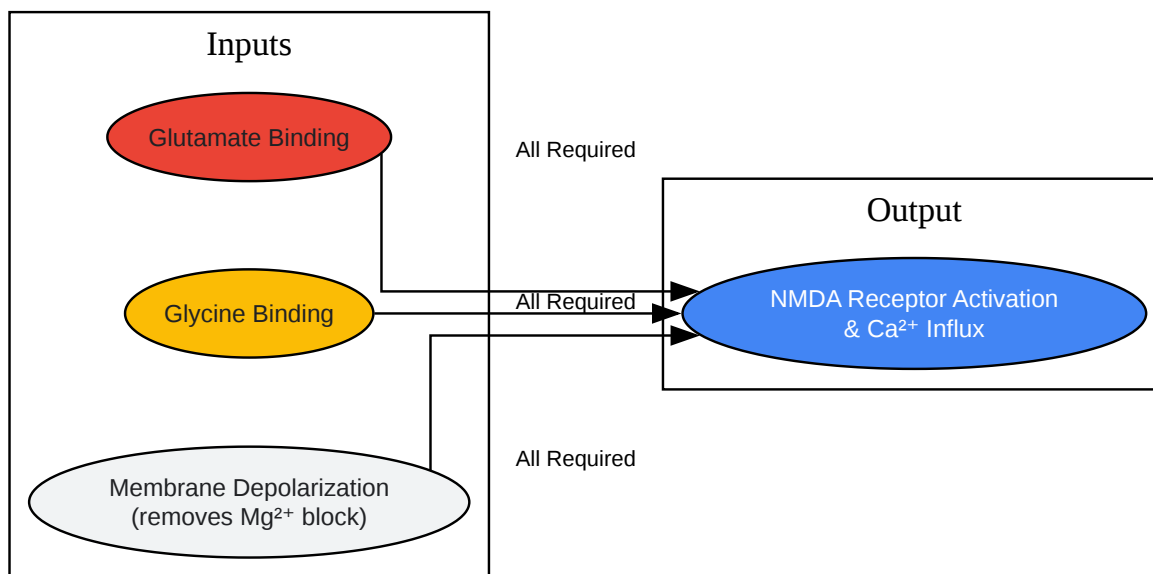 Inputs
Glutamate Binding
All Required
Output
Glycine Binding
All Required
NMDA Receptor Activation
& Ca²⁺ Influx
Membrane Depolarization
(removes Mg²⁺ block)
All Required